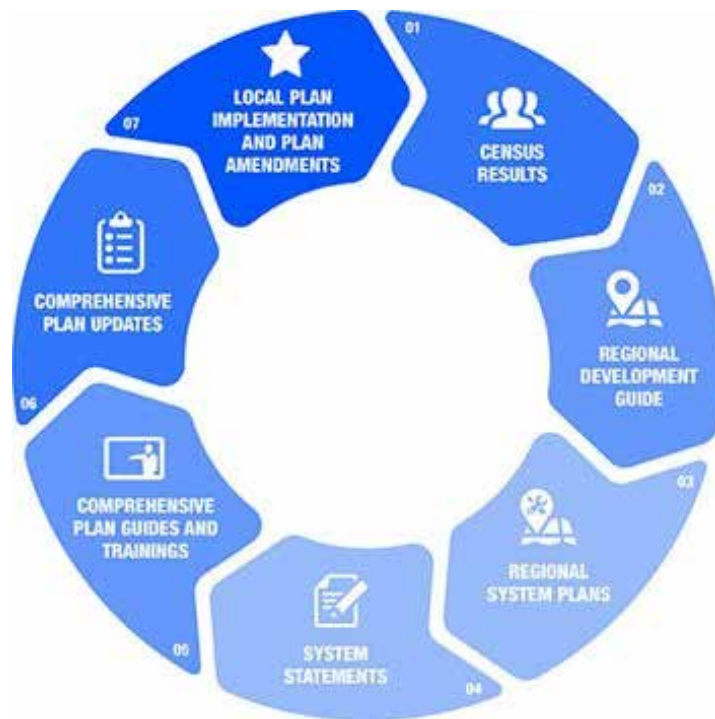 01
CENSUS
RESULTS
02
REGIONAL
DEVELOPMENT
GUIDE
03
REGIONAL
SYSTEM PLANS
04
SYSTEM
STATEMENTS
05
COMPREHENSIVE
PLAN GUIDES AND
TRAININGS
06
COMPREHENSIVE
PLAN UPDATES
07
LOCAL PLAN
IMPLEMENTATION
AND PLAN
AMENDMENTS